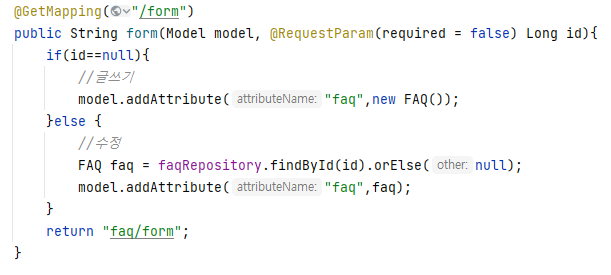 @GetMapping("/form")
public String form(Model model, @RequestParam(required = false) Long id){
    if(id==null){
        //글쓰기
        model.addAttribute( attributeName: "faq",new FAQ());
    }else {
        //수정
        FAQ faq = faqRepository.findById(id).orElse( other: null);
        model.addAttribute( attributeName: "faq",faq);
    }
    return "faq/form";
}